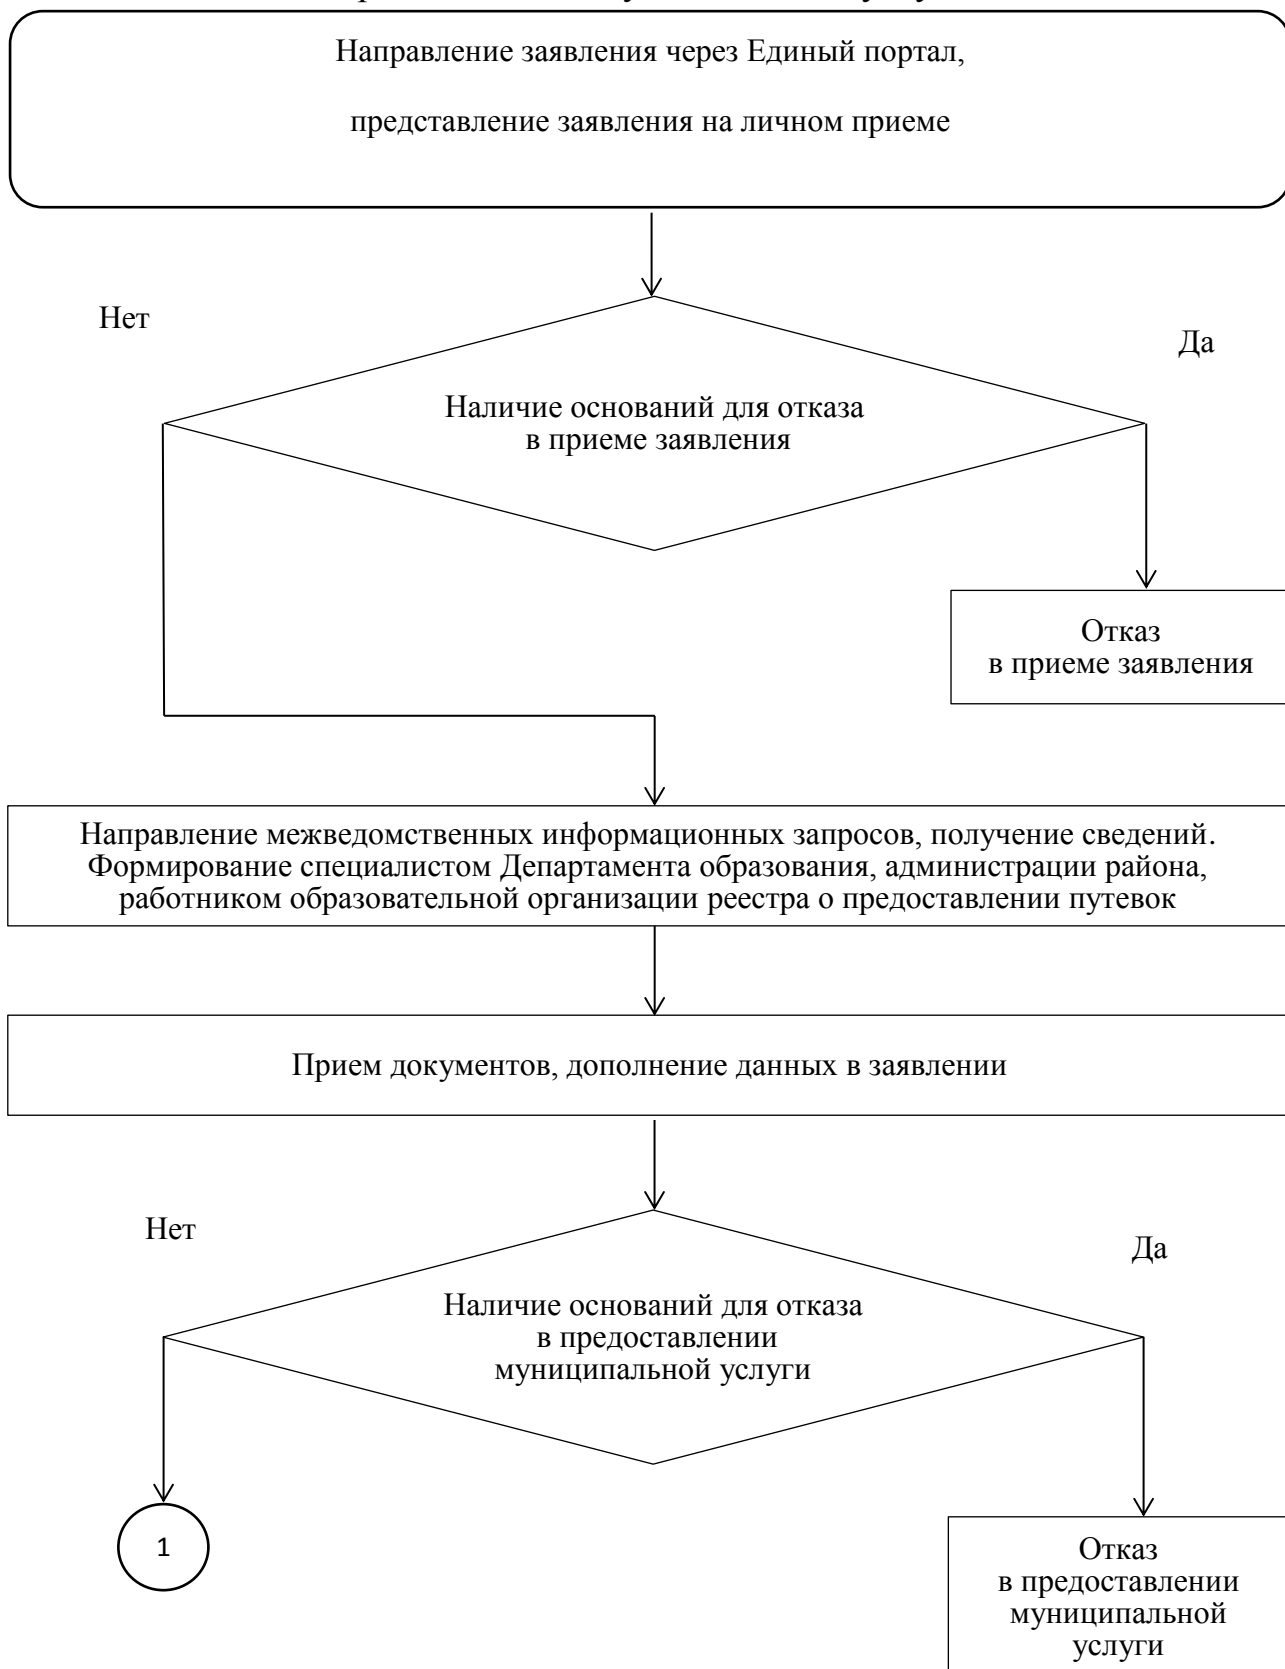 Направление заявления через Единый портал,
представление заявления на личном приеме
Нет
Да
Наличие оснований для отказа
в приеме заявления
Отказ
в приеме заявления
Направление межведомственных информационных запросов, получение сведений.
Формирование специалистом Департамента образования, администрации района,
работником образовательной организации реестра о предоставлении путевок
Прием документов, дополнение данных в заявлении
Нет
Да
Наличие оснований для отказа
в предоставлении
муниципальной услуги
1
Отказ
в предоставлении
муниципальной
услуги